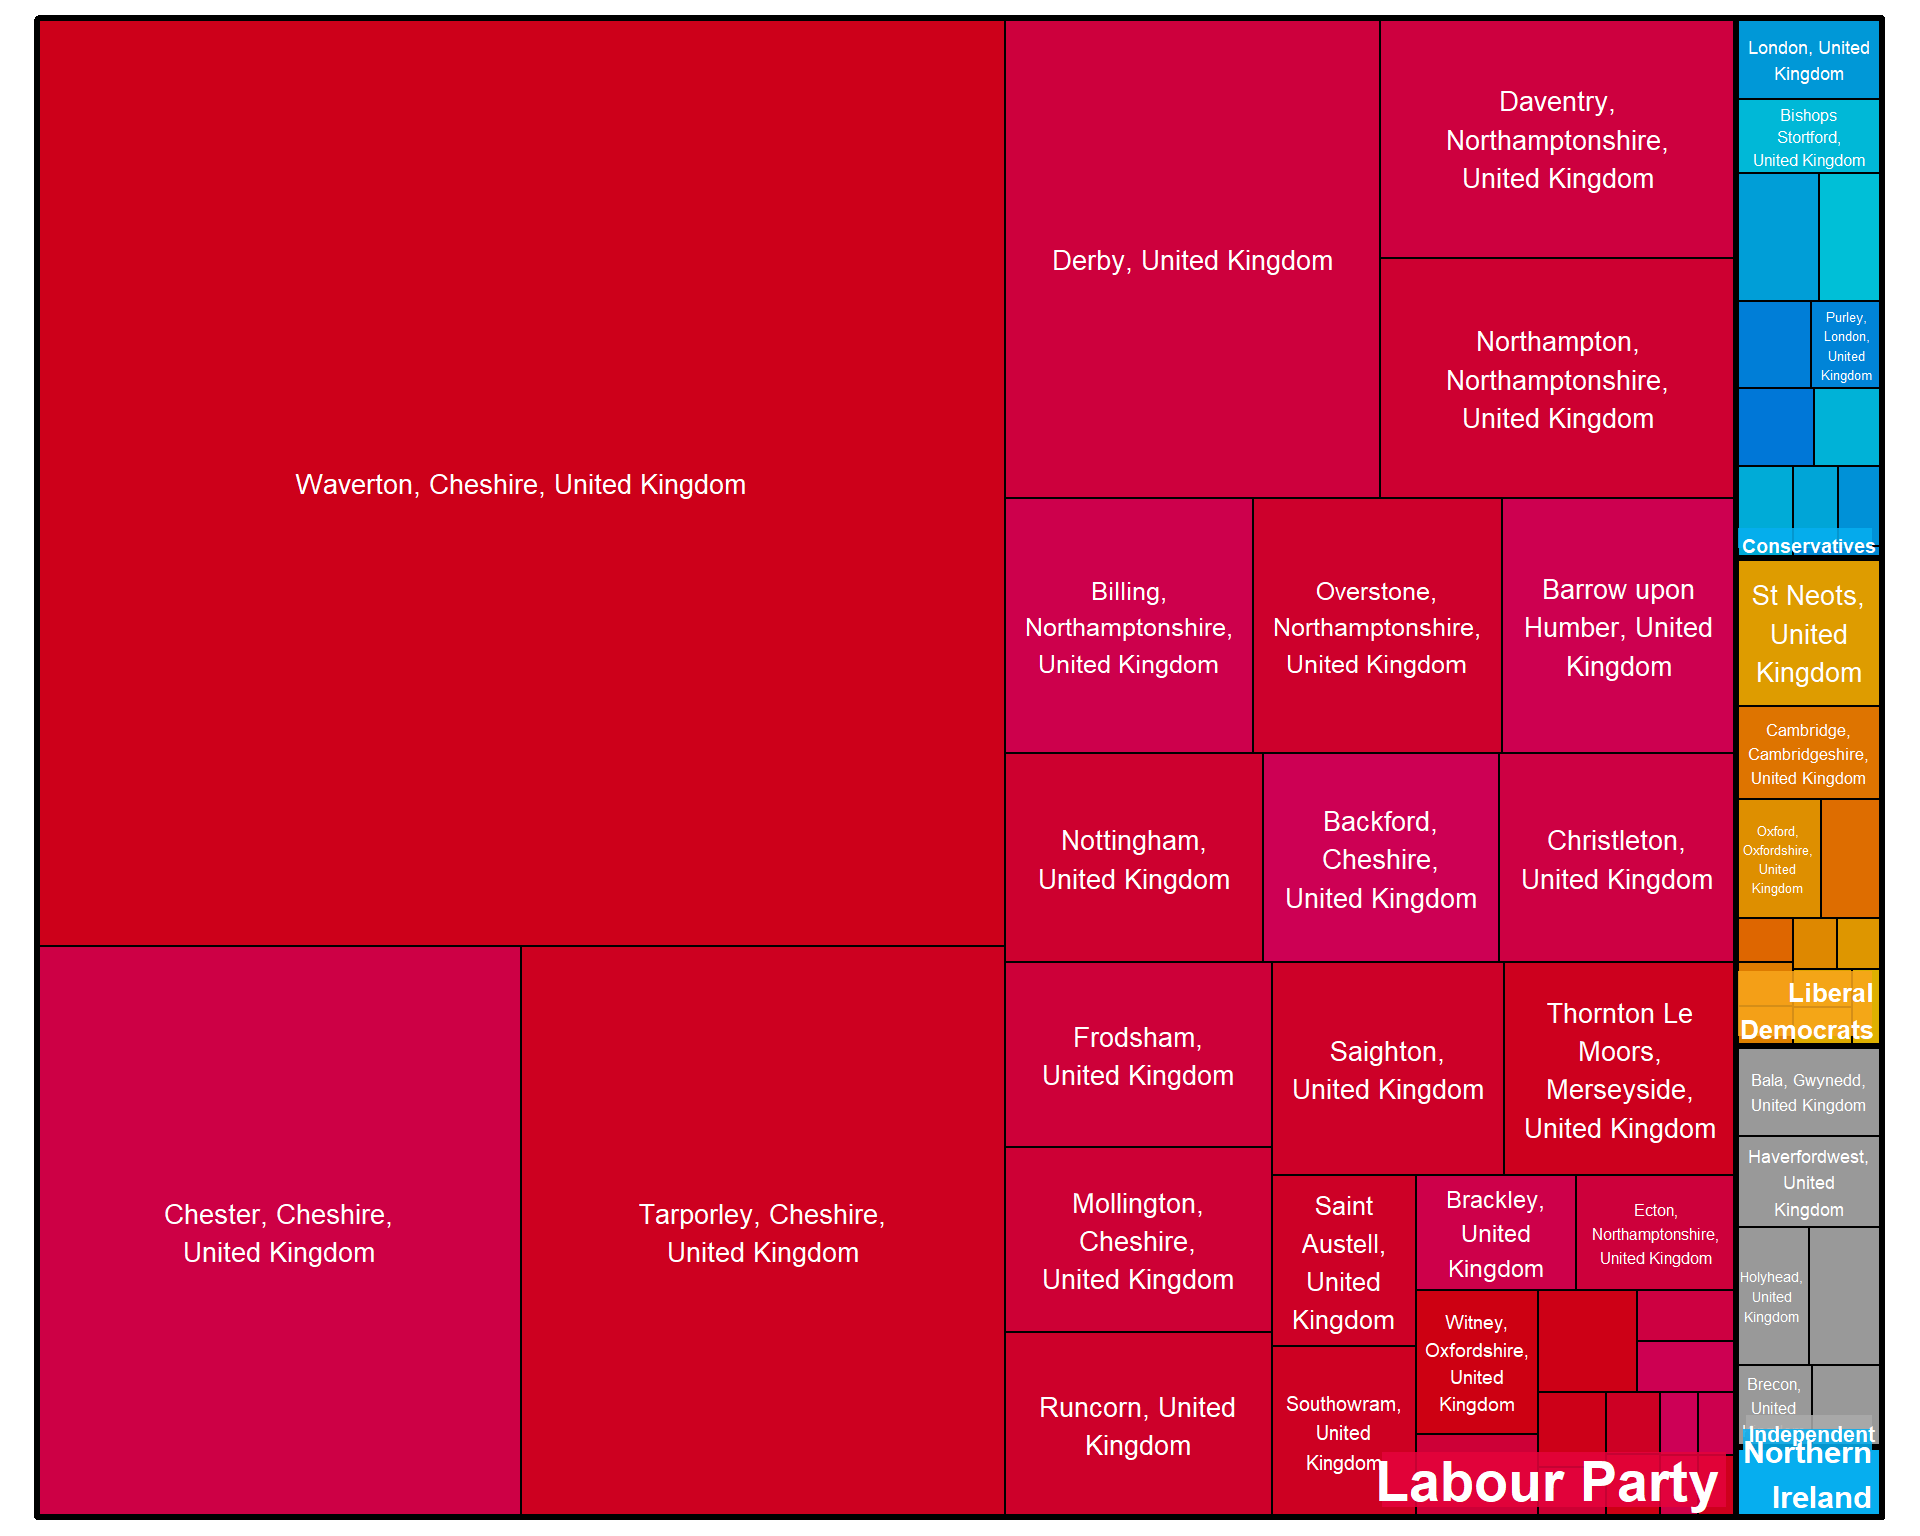 Waverton, Cheshire, United Kingdom
Chester, Cheshire,
United Kingdom
Tarporley, Cheshire,
United Kingdom
Derby, United Kingdom
Daventry,
Northamptonshire,
United Kingdom
Northampton,
Northamptonshire,
United Kingdom
Billing,
Northamptonshire,
United Kingdom
Overstone,
Northamptonshire,
United Kingdom
Barrow upon
Humber, United
Kingdom
Nottingham,
United Kingdom
Backford,
Cheshire,
United Kingdom
Christleton,
United Kingdom
Frodsham,
United Kingdom
Mollington,
Cheshire,
United Kingdom
Runcorn, United
Kingdom
Saighton,
United Kingdom
Thornton Le
Moors,
Merseyside,
United Kingdom
Saint
Austell,
United
Kingdom
Southowram,
United
Kingdom
Brackley,
United
Kingdom
Ecton,
Northamptonshire,
United Kingdom
Witney,
Oxfordshire,
United
Kingdom
Labour Party
London, United
Kingdom
Bishops
Stortford,
United Kingdom
Purley,
London,
United
Kingdom
Conservatives
St Neots,
United
Kingdom
Cambridge,
Cambridgeshire,
United Kingdom
Oxford,
Oxfordshire,
United
Kingdom
Liberal
Democrats
Bala, Gwynedd,
United Kingdom
Haverfordwest,
United
Kingdom
Holyhead,
United
Kingdom
Brecon,
United
Independent
Northern
Ireland